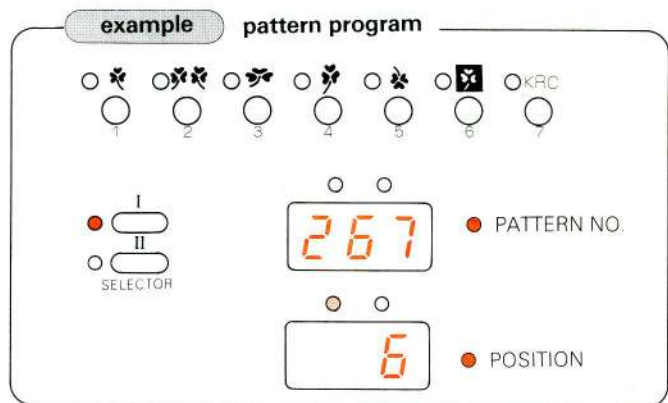 example pattern program
KRC
1 2 3 4 5 6 7
I
267 PATTERN NO.
II
SELECTOR
6 POSITION